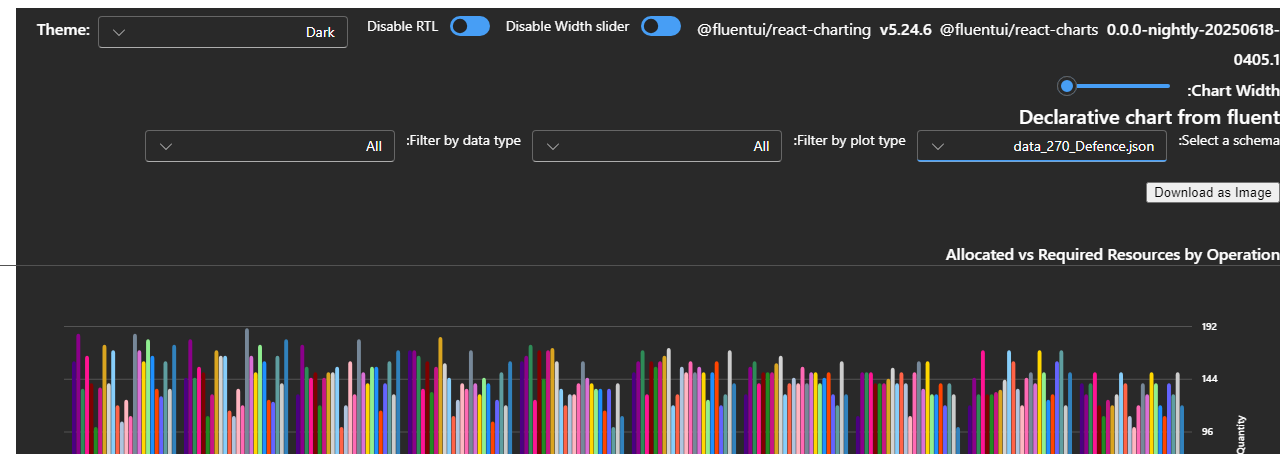 Theme: Dark Disable RTL Disable Width slider @fluentui/react-charting v5.24.6 @fluentui/react-charts 0.0.0-nightly-20250618-
0405.1
:Chart Width
Declarative chart from fluent
:Select a schema data_270_Defence.json :Filter by plot type All :Filter by data type All
Download as Image
Allocated vs Required Resources by Operation
192
144
96
Quantity